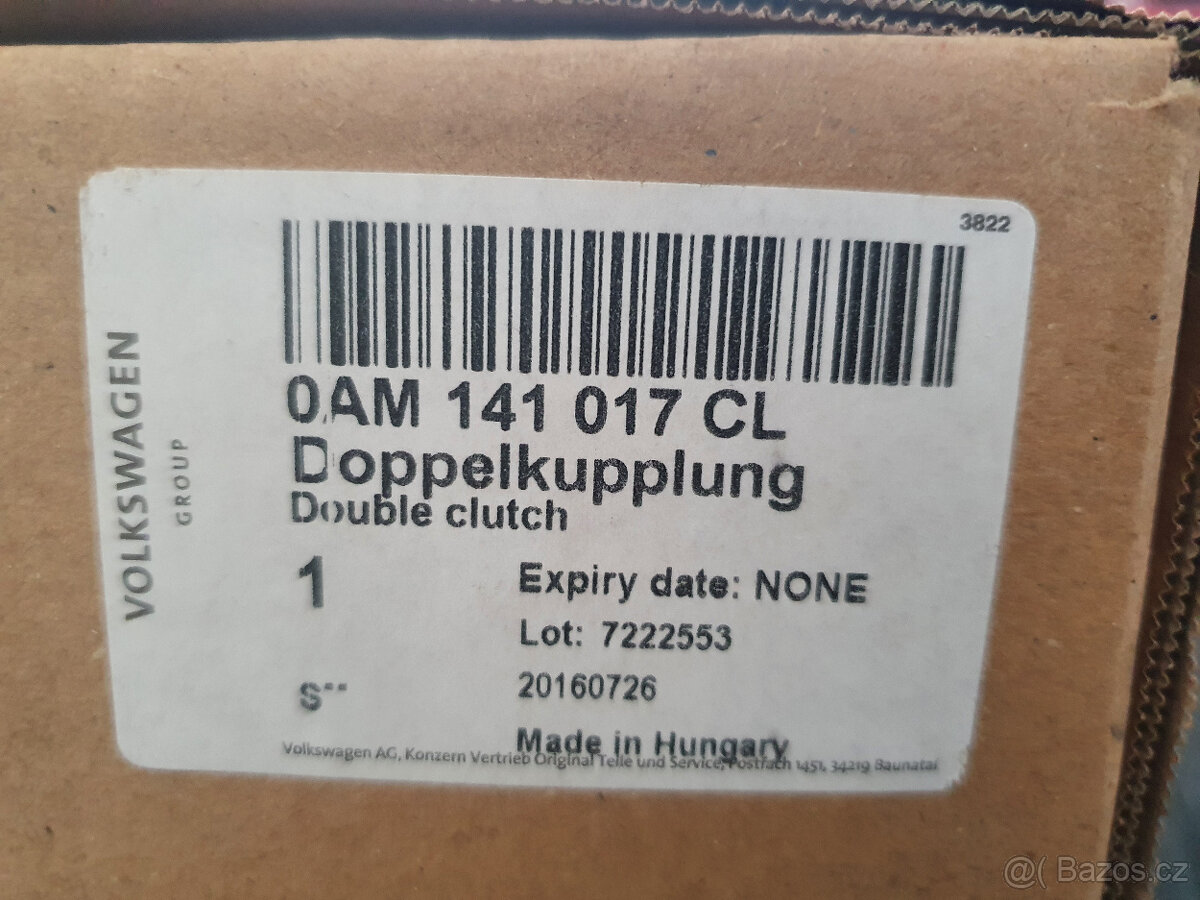 3822
VOLKSWAGEN
GROUP
0AM 141 017 CL
Doppelkupplung
Double clutch
1
Expiry date: NONE
Lot: 7222553
S**
20160726
Made in Hungary
Volkswagen AG, Konzern Vertrieb Original Teile und Service, Postfach 1451, 34219 Baunatal
@( Bazos.cz